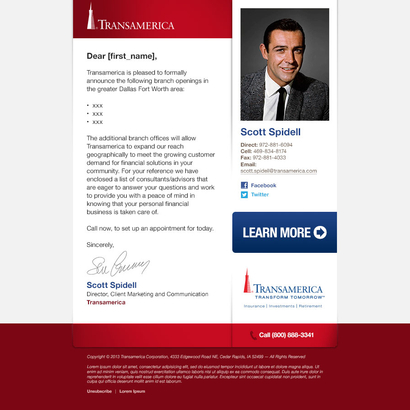 TRANSAMERICA
Dear [first_name],
Transamerica is pleased to formally
announce the following branch openings in
the greater Dallas Fort Worth area:
• xxx
• xxx
• xxx
The additional branch offices will allow
Transamerica to expand our reach
geographically to meet the growing customer
demand for financial solutions in your
community. For your reference we have
enclosed a list of consultants/advisors that
are eager to answer your questions and work
to provide you with a peace of mind in
knowing that your personal financial
business is taken care of.
Call now, to set up an appointment for today.
Sincerely,
Scott Spidell
Director, Client Marketing and Communication
Transamerica
Scott Spidell
Direct: 972-881-6094
Cell: 469-834-8174
Fax: 972-881-4033
Email:
scott.spidell@transamerica.com
Facebook
Twitter
LEARN MORE
TRANSAMERICA
TRANSFORM TOMORROW
Insurance | Investments | Retirement
Call (800) 888-3341
Copyright © 2013 Transamerica Corporation, 4333 Edgewood Road NE, Cedar Rapids, IA 52499 — All Rights Reserved
Lorem ipsum dolor sit amet, consectetur adipiscing elit, sed do eiusmod tempor incididunt ut labore et dolore magna aliqua. Ut
enim ad minim veniam, quis nostrud exercitation ullamco laboris nisi ut aliquip ex ea commodo consequat. Duis aute irure dolor in
reprehenderit in voluptate velit esse cillum dolore eu fugiat nulla pariatur. Excepteur sint occaecat cupidatat non proident, sunt in
culpa qui officia deserunt mollit anim id est laborum.
Unsubscribe | Lorem Ipsum